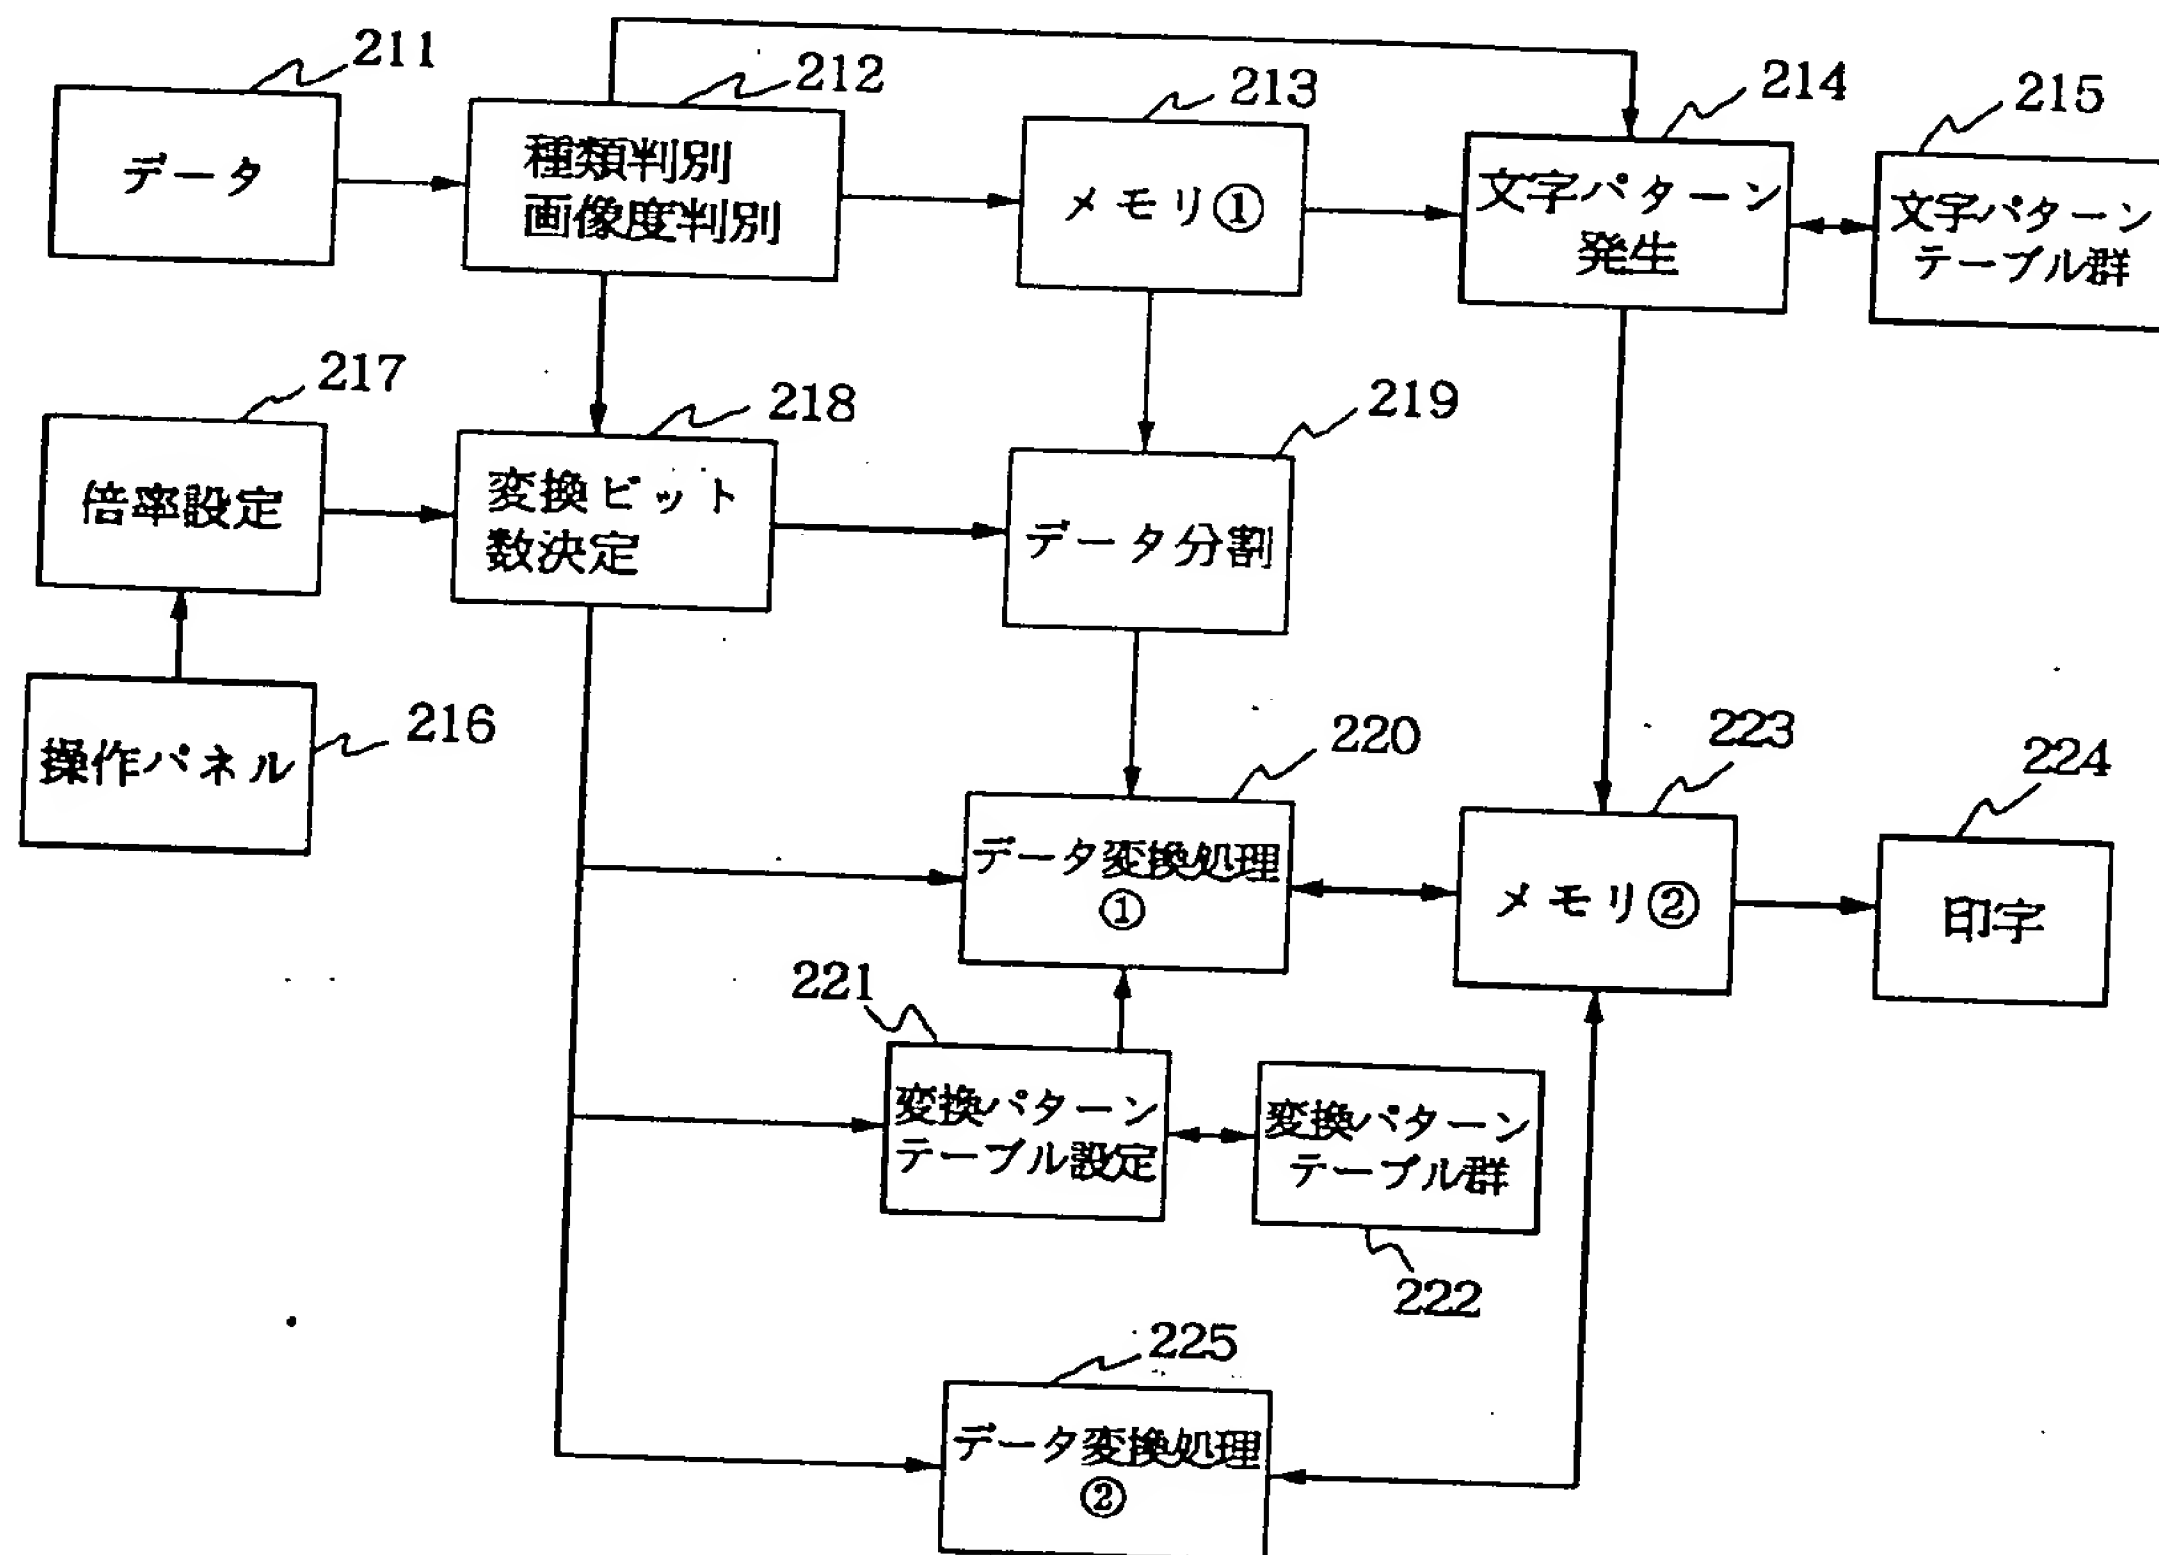 211
212
213
214
215
データ
種類判別
画像度判別
メモリ①
文字パターン
発生
文字パターン
テーブル群
217
218
219
倍率設定
変換ビット
数決定
データ分割
216
操作パネル
220
223
224
データ変換処理
①
メモリ②
印字
221
変換パターン
テーブル設定
変換パターン
テーブル群
222
225
データ変換処理
②